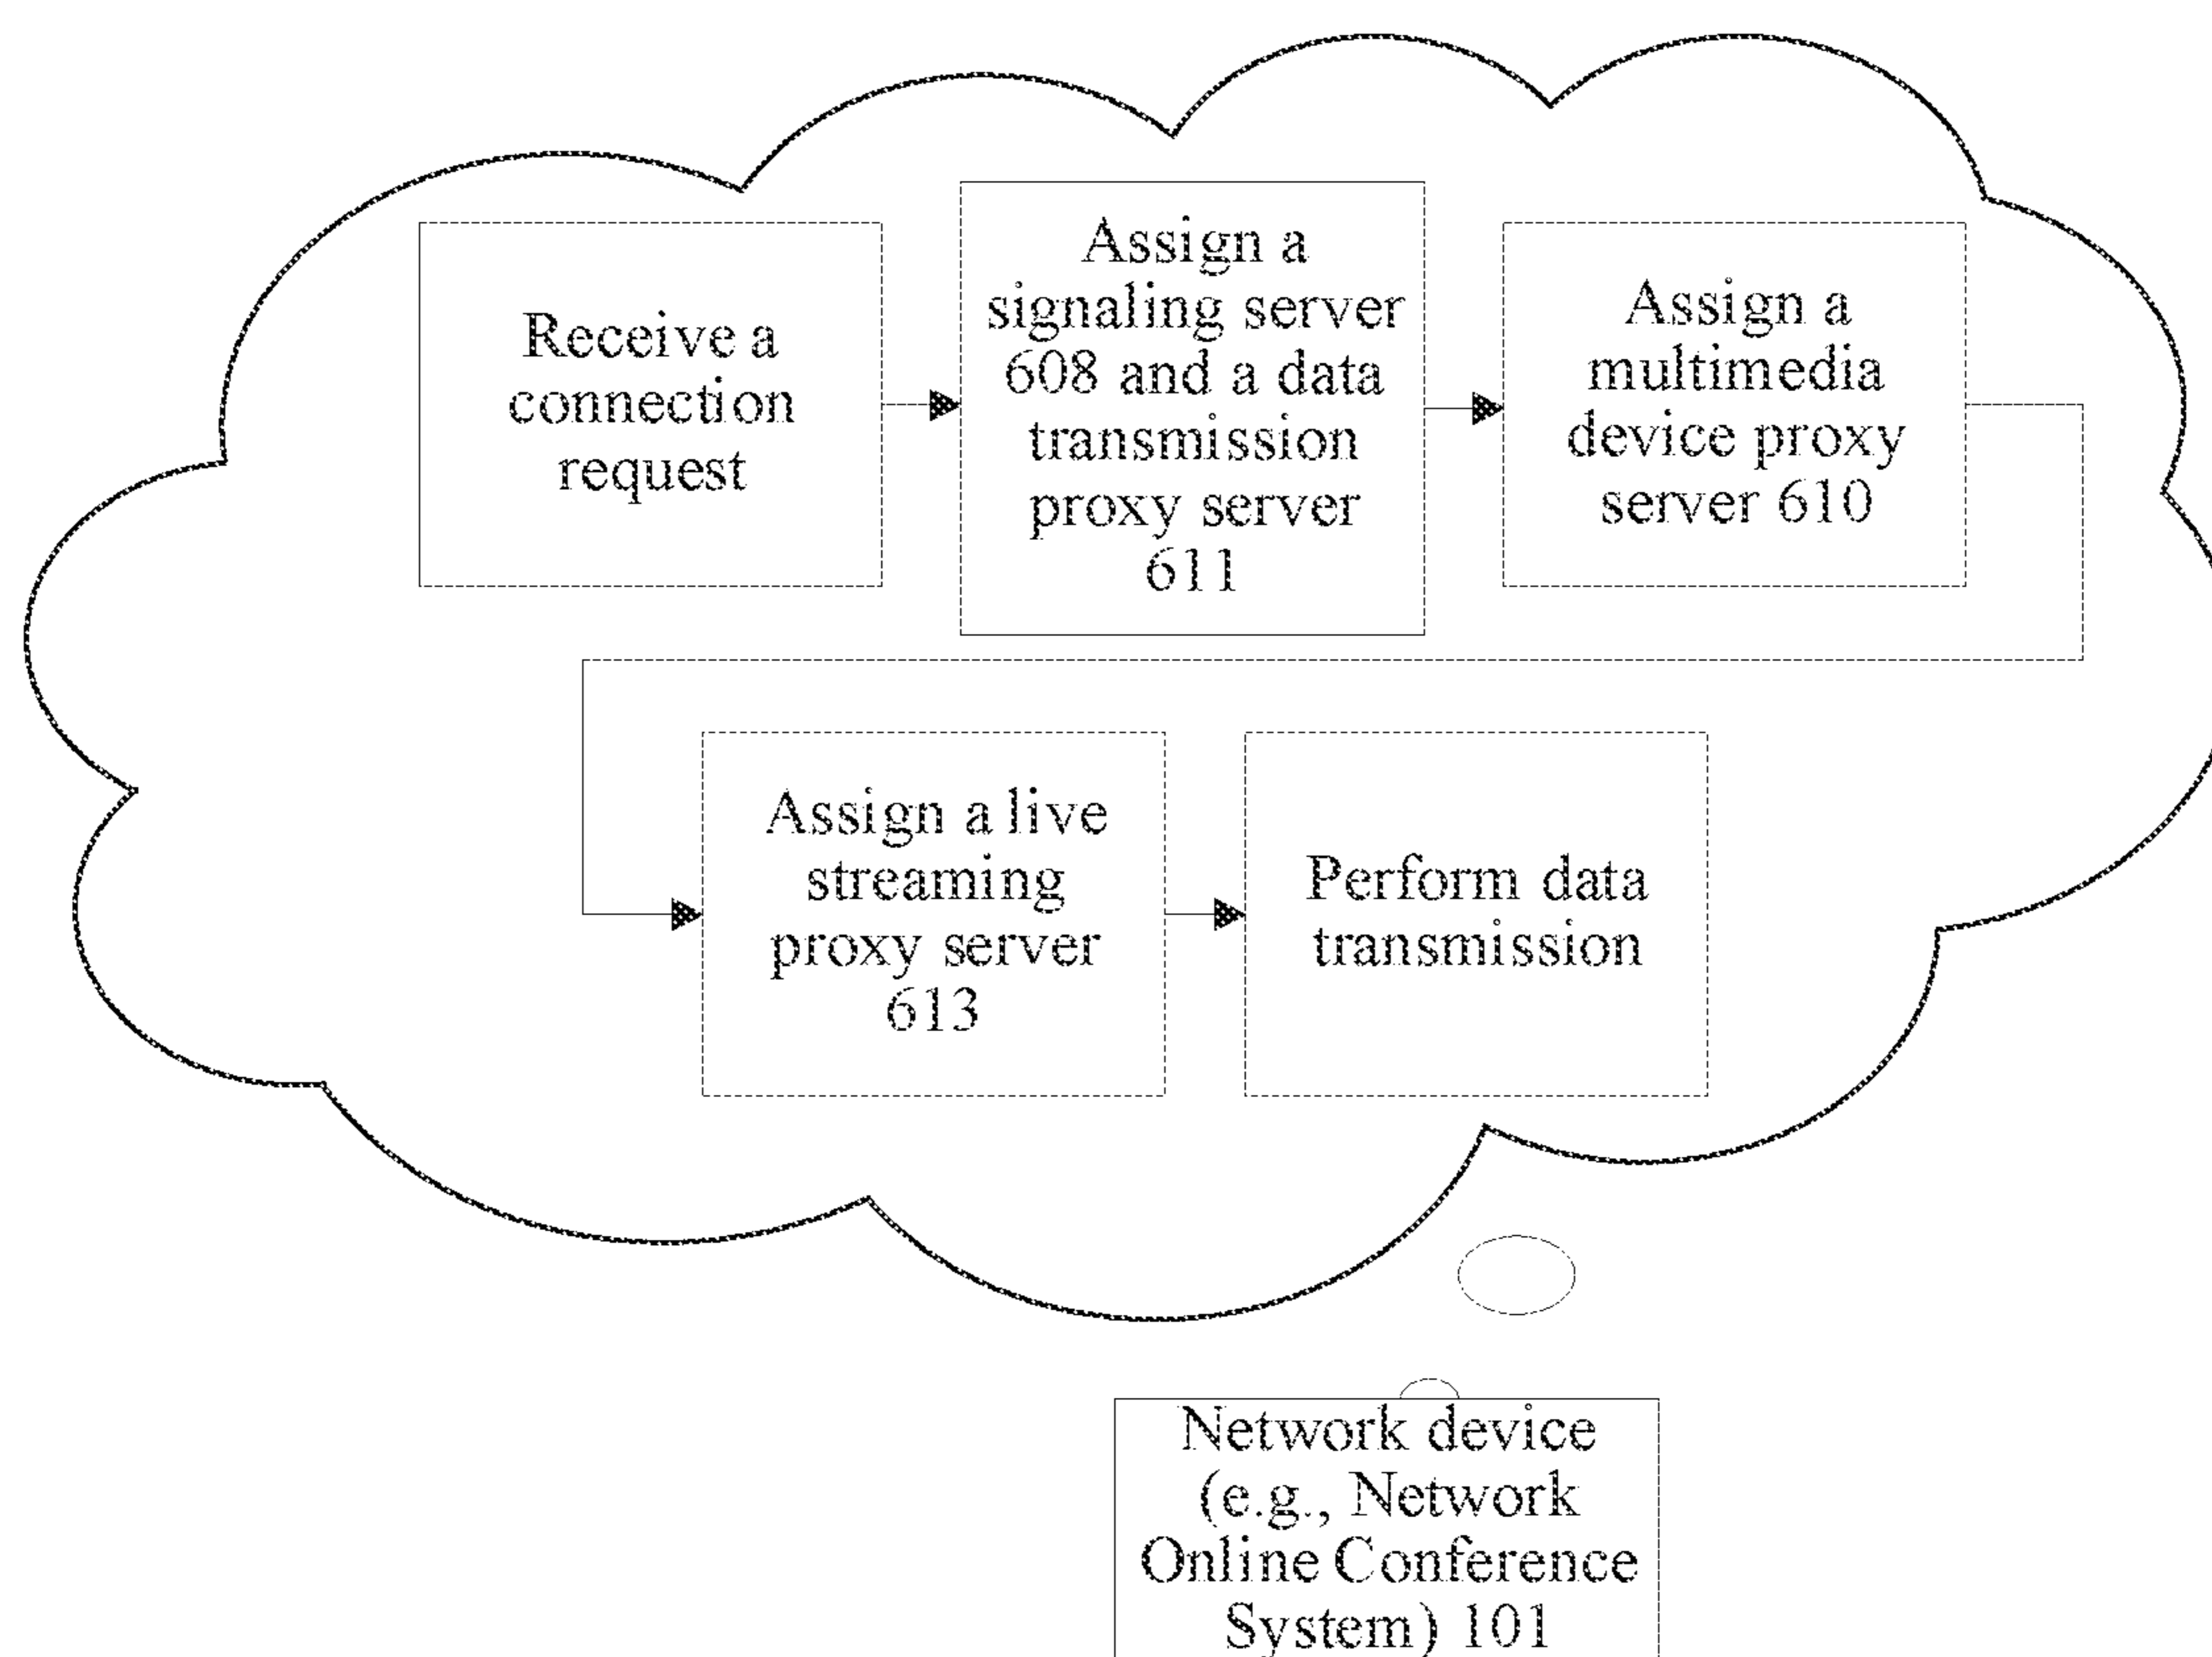 Receive a
connection
request
Assign a
signaling server
608 and a data
transmission
proxy server
611
Assign a
multimedia
device proxy
server 610
Assign a live
streaming
proxy server
613
Perform data
transmission
Network device
(e.g., Network
Online Conference
System) 101